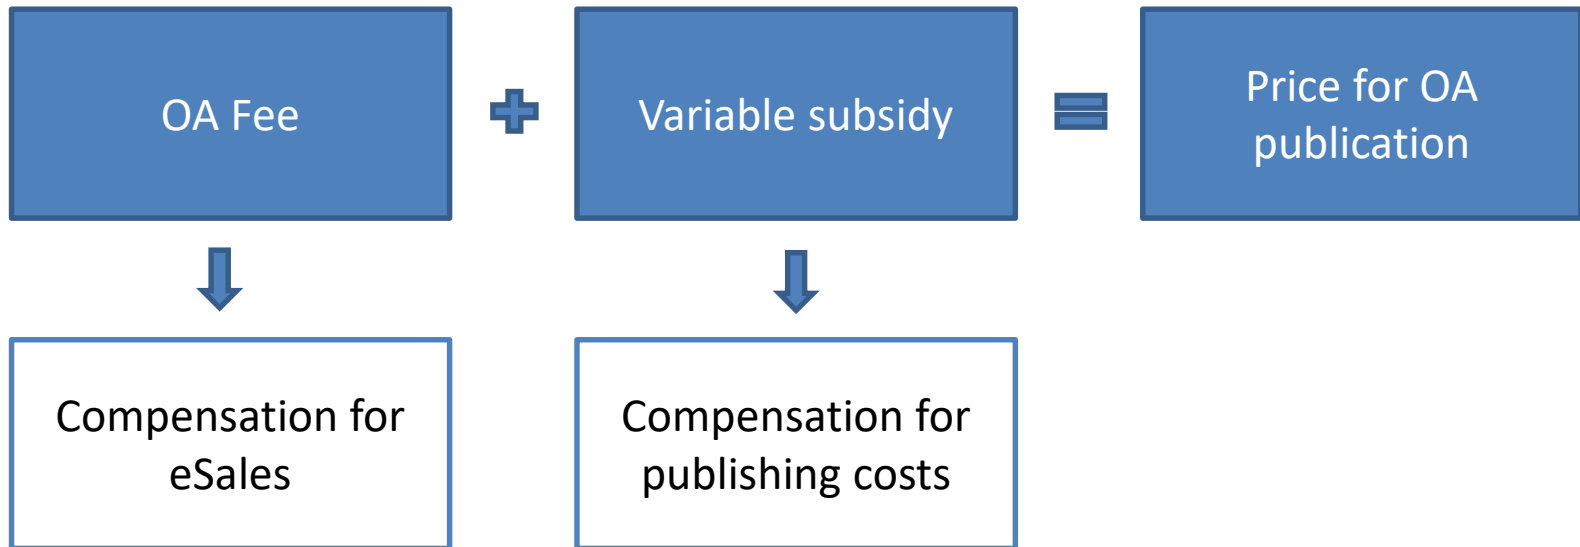 OA Fee
Variable subsidy
Price for OA
publication
Compensation for
eSales
Compensation for
publishing costs